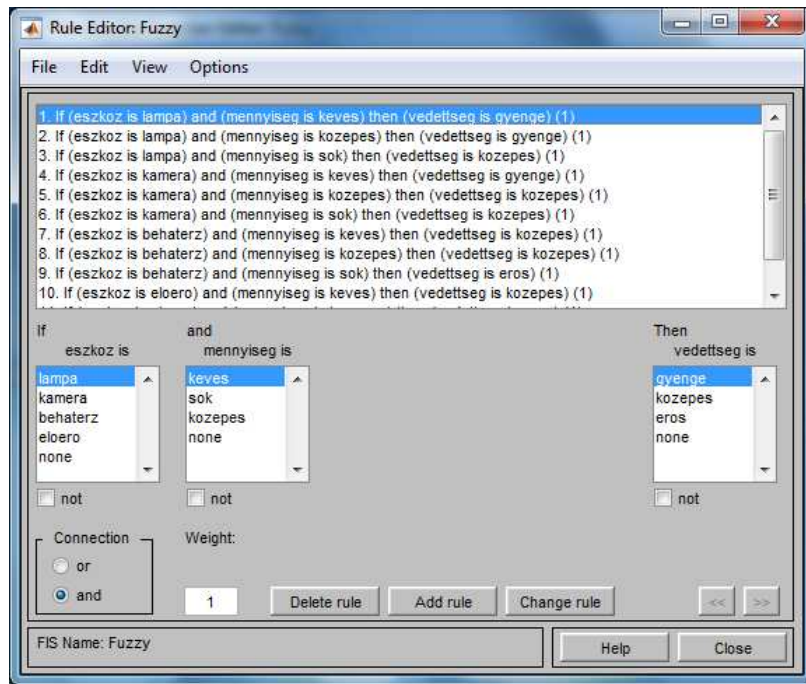 Rule Editor: Fuzzy
File Edit View Options
1. If (eszkoz is lampa) and (mennyiseg is keves) then (vedettseg is gyenge) (1)
2. If (eszkoz is lampa) and (mennyiseg is kozepes) then (vedettseg is gyenge) (1)
3. If (eszkoz is lampa) and (mennyiseg is sok) then (vedettseg is kozepes) (1)
4. If (eszkoz is kamera) and (mennyiseg is keves) then (vedettseg is gyenge) (1)
5. If (eszkoz is kamera) and (mennyiseg is kozepes) then (vedettseg is kozepes) (1)
6. If (eszkoz is kamera) and (mennyiseg is sok) then (vedettseg is kozepes) (1)
7. If (eszkoz is behaterz) and (mennyiseg is keves) then (vedettseg is kozepes) (1)
8. If (eszkoz is behaterz) and (mennyiseg is kozepes) then (vedettseg is kozepes) (1)
9. If (eszkoz is behaterz) and (mennyiseg is sok) then (vedettseg is eros) (1)
10. If (eszkoz is eloero) and (mennyiseg is keves) then (vedettseg is kozepes) (1)
If and Then
eszkoz is mennyiseg is vedettseg is
lampa keves gyenge
kamera sok kozepes
behaterz kozepes eros
eloero none none
none
not not not
Connection Weight:
or
and 1 Delete rule Add rule Change rule << >>
FIS Name: Fuzzy Help Close